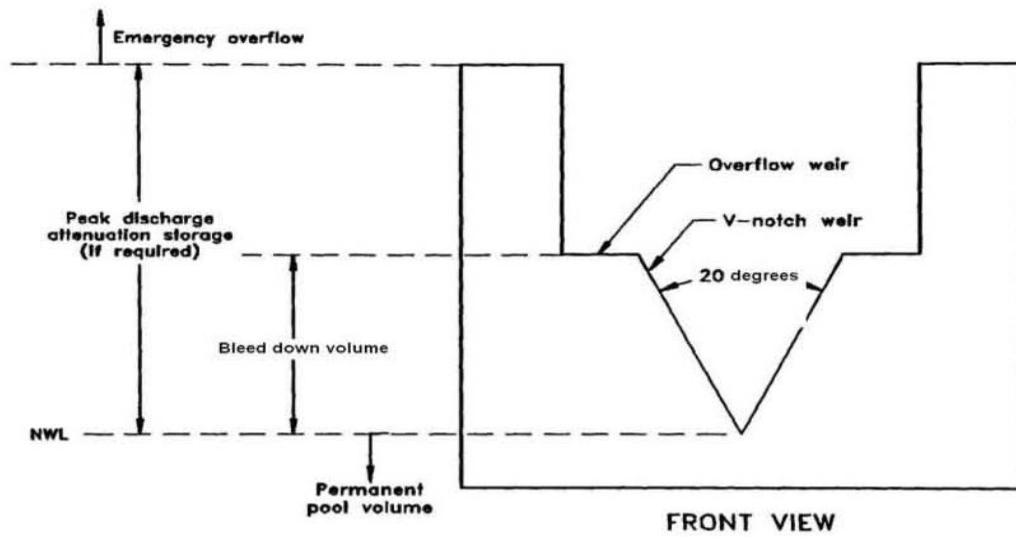 Emergency overflow
Overflow weir
Peak discharge
attenuation storage
(if required)
V-notch weir
20 degrees
Bleed down volume
NWL
Permanent
pool volume
FRONT VIEW